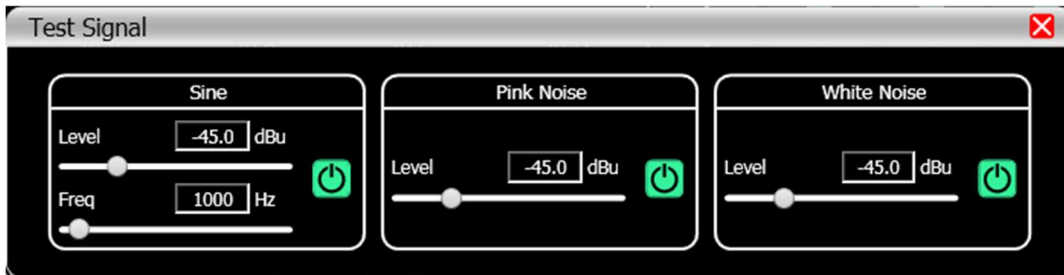 Test Signal
Sine
Level -45.0 dBu
Freq 1000 Hz
Pink Noise
Level -45.0 dBu
White Noise
Level -45.0 dBu